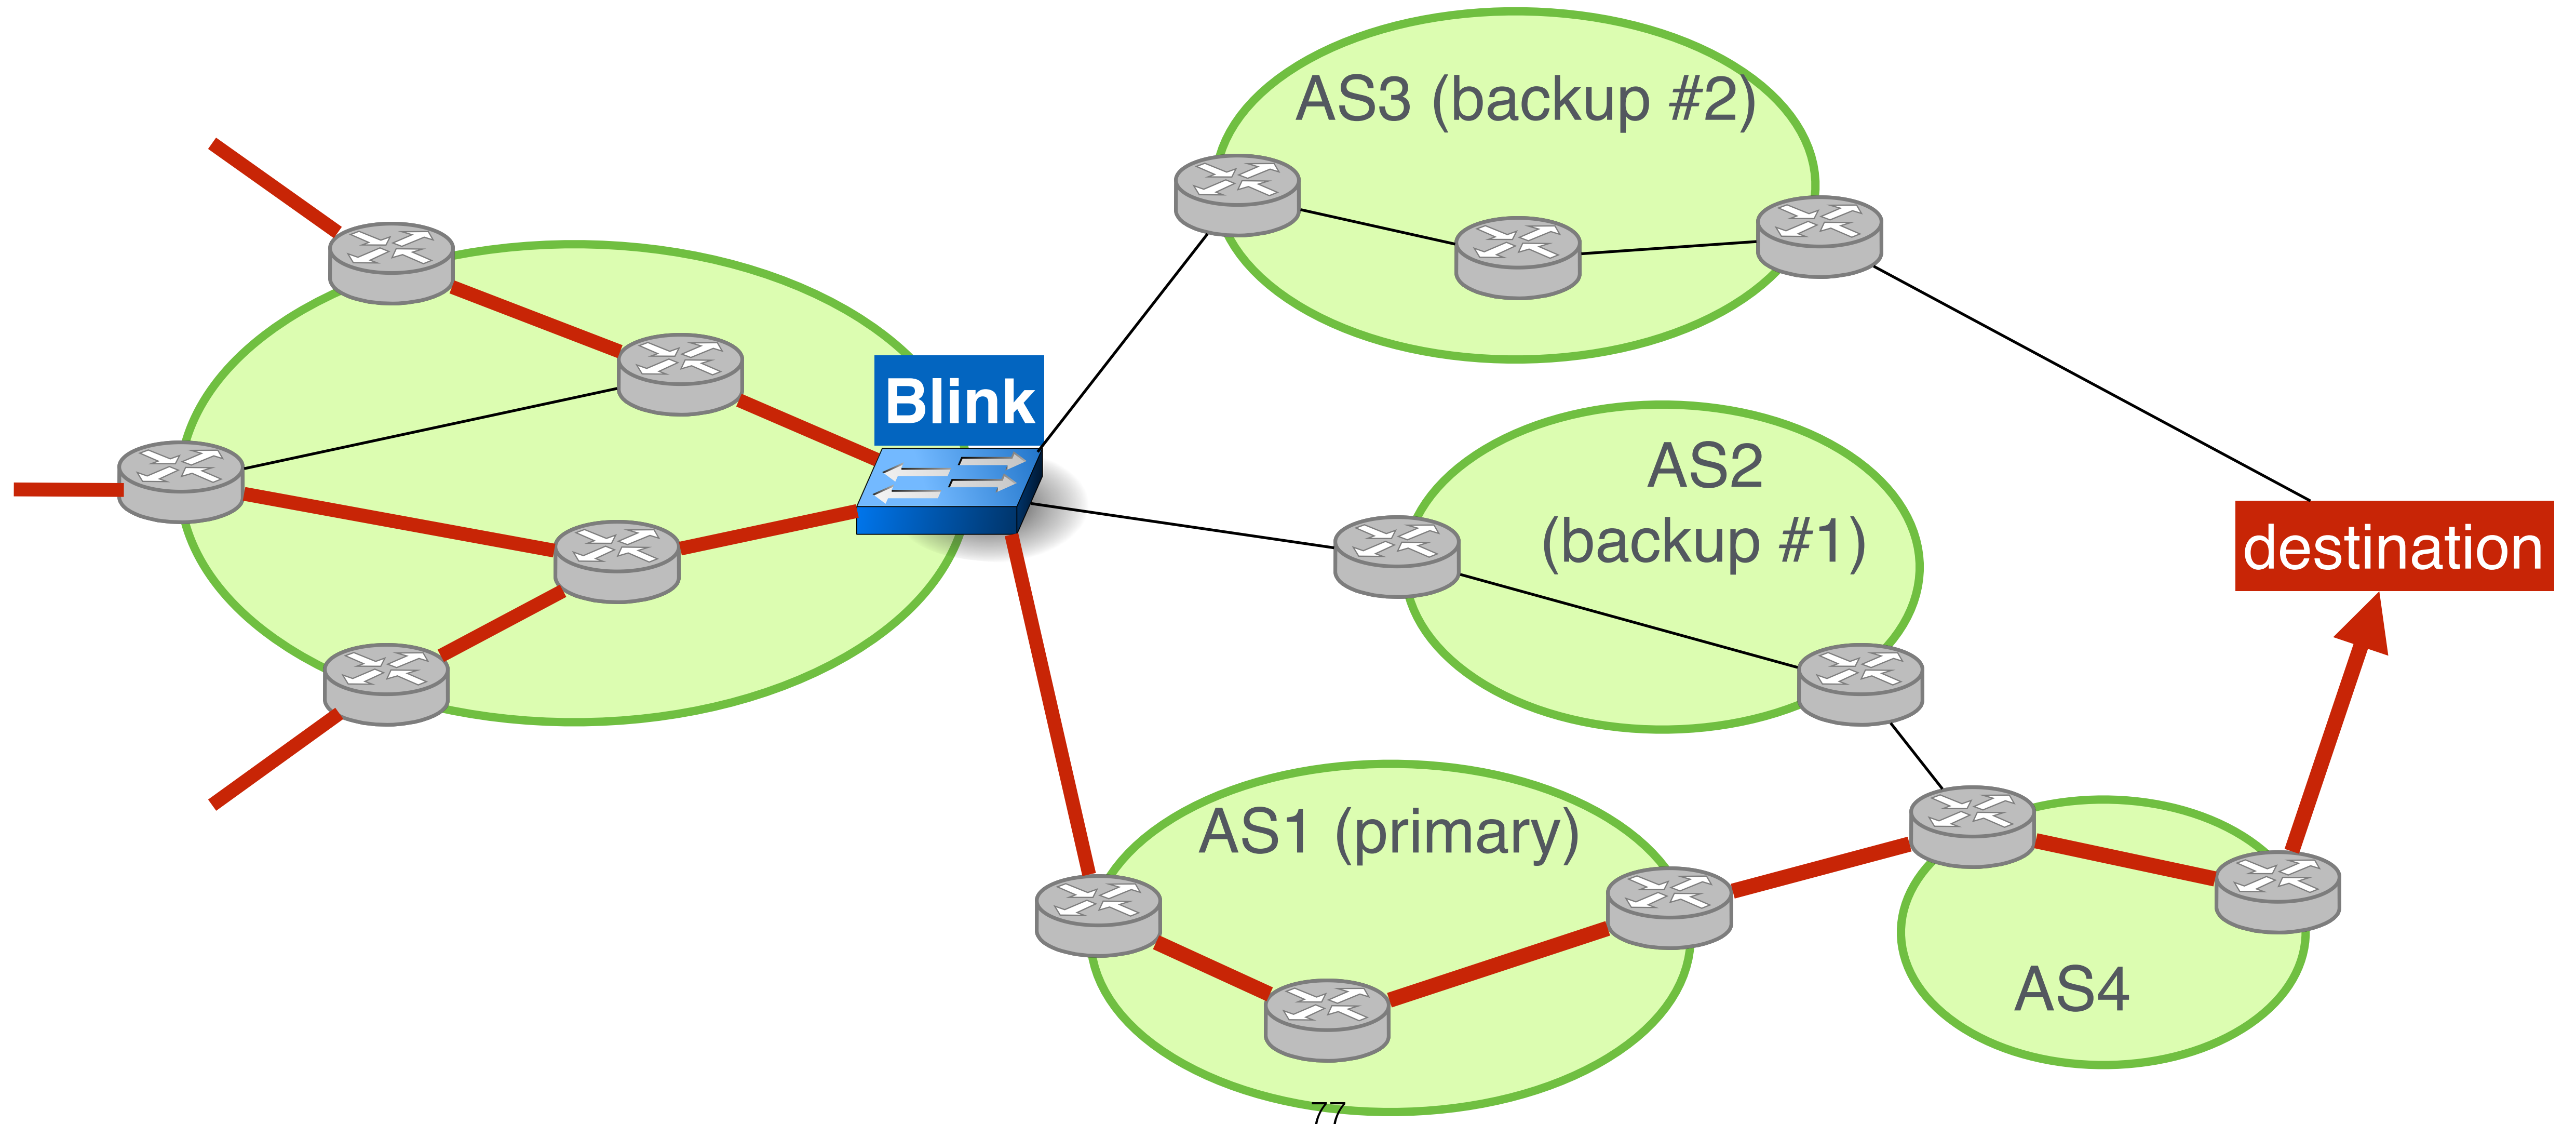 AS3 (backup #2)
Blink
AS2
(backup #1)
destination
AS1 (primary)
AS4
77